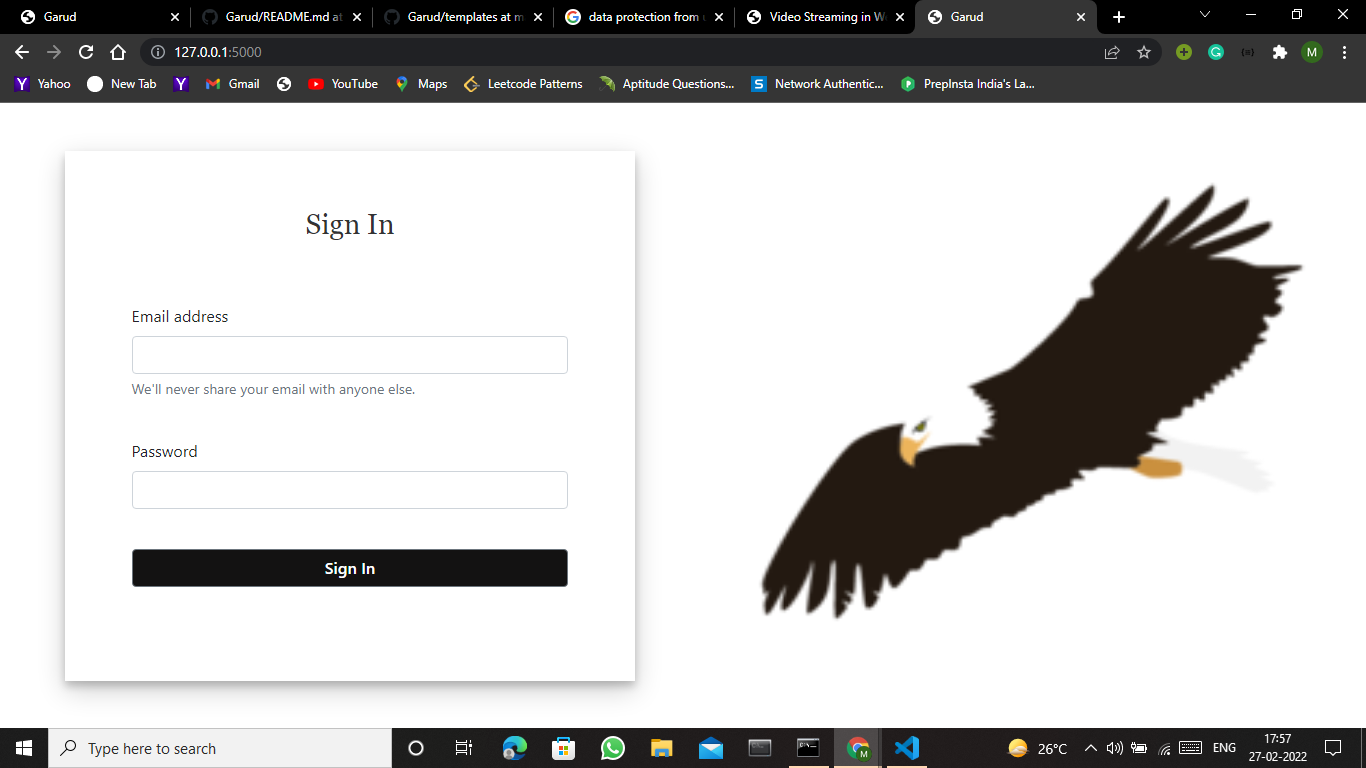 Garud
Garud/README.md at
Garud/templates at m
data protection from u
Video Streaming in We
Garud
127.0.0.1:5000
M
Yahoo
New Tab
Gmail
YouTube
Maps
Leetcode Patterns
Aptitude Questions...
Network Authentic...
PrepInsta India's La...
Sign In
Email address
We'll never share your email with anyone else.
Password
Sign In
Type here to search
26°C
ENG
17:57
27-02-2022